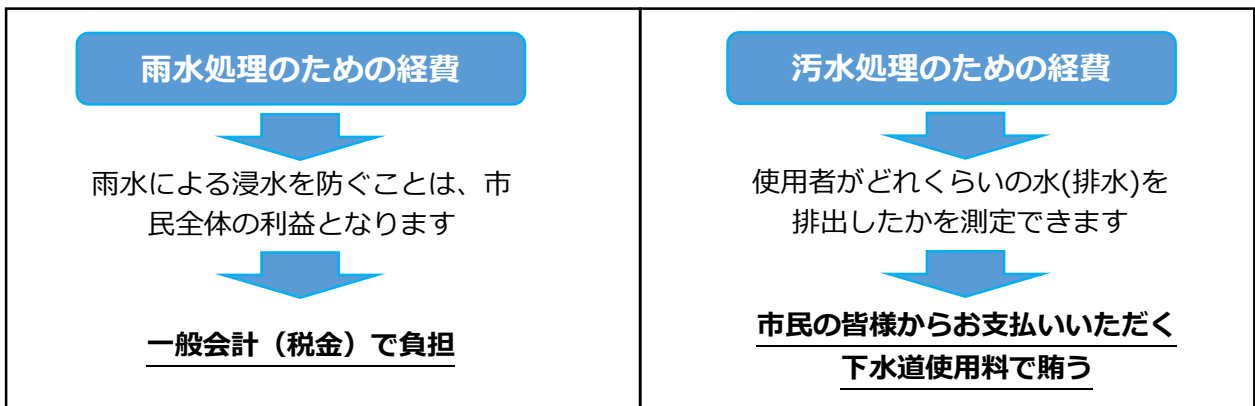 雨水処理のための経費
雨水による浸水を防ぐことは、市
民全体の利益となります
一般会計（税金）で負担
汚水処理のための経費
使用者がどれくらいの水(排水)を
排出したかを測定できます
市民の皆様からお支払いいただく
下水道使用料で賄う